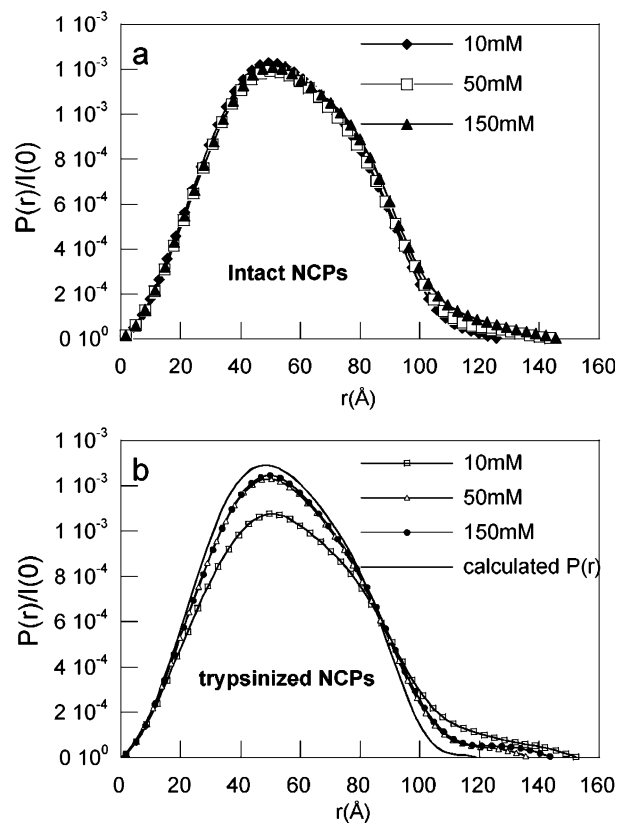 a
1 10⁻³
1 10⁻³
1 10⁻³
8 10⁻⁴
6 10⁻⁴
4 10⁻⁴
2 10⁻⁴
0 10⁰
P(r)/I(0)
10mM
50mM
150mM
Intact NCPs
0 20 40 60 80 100 120 140 160
r(Å)
b
1 10⁻³
1 10⁻³
1 10⁻³
8 10⁻⁴
6 10⁻⁴
4 10⁻⁴
2 10⁻⁴
0 10⁰
P(r)/I(0)
10mM
50mM
150mM
calculated P(r)
trypsinized NCPs
0 20 40 60 80 100 120 140 160
r(Å)